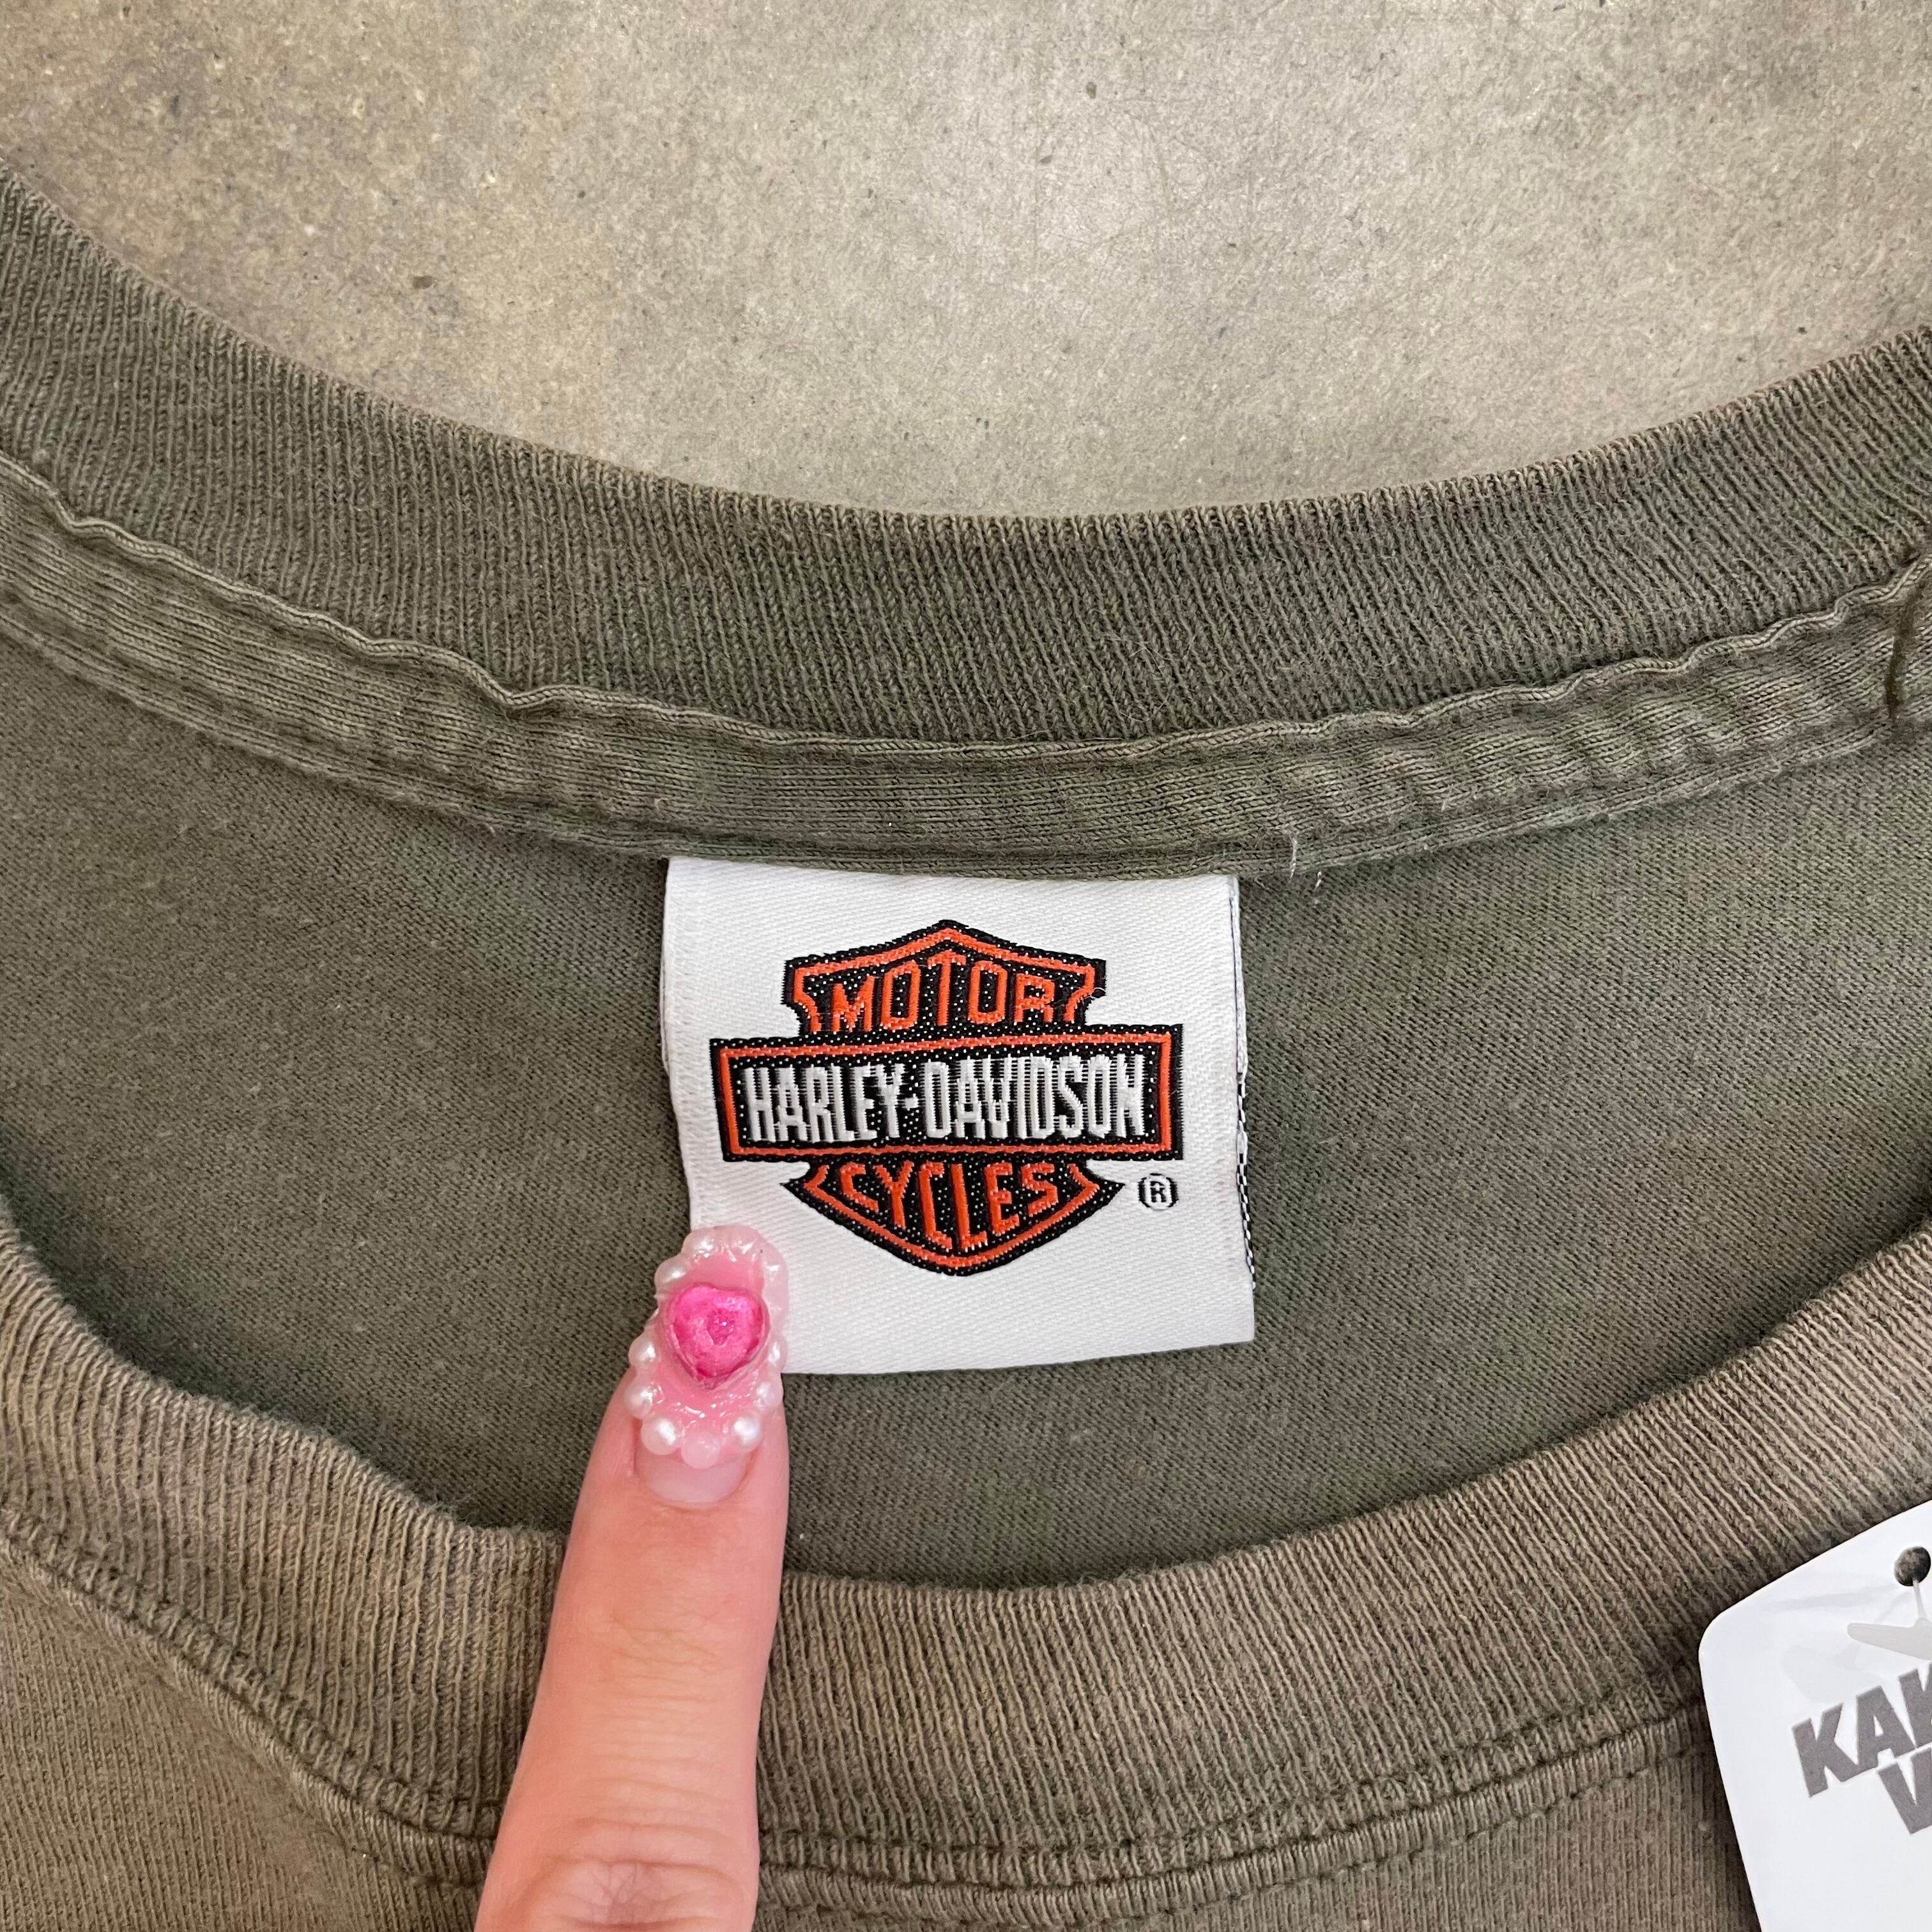 MOTOR
HARLEY-DAVIDSON
CYCLES
®